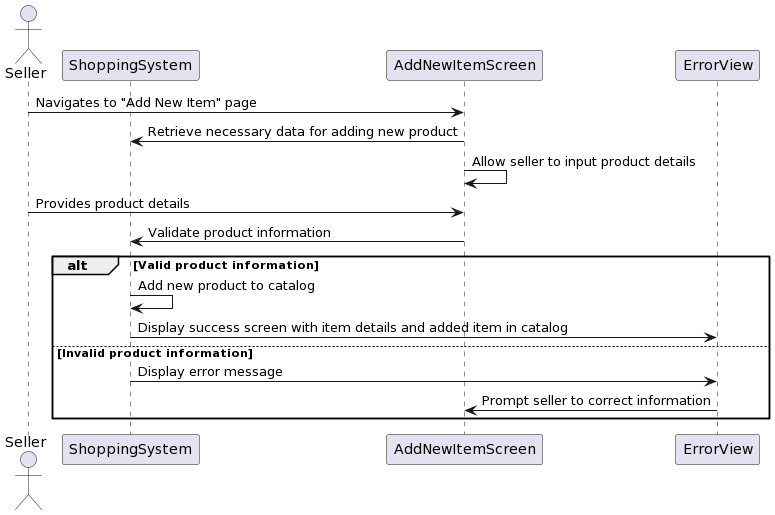 Seller
ShoppingSystem
AddNewItemScreen
ErrorView
Navigates to "Add New Item" page
Retrieve necessary data for adding new product
Allow seller to input product details
Provides product details
Validate product information
alt
[Valid product information]
Add new product to catalog
Display success screen with item details and added item in catalog
[Invalid product information]
Display error message
Prompt seller to correct information
Seller
ShoppingSystem
AddNewItemScreen
ErrorView